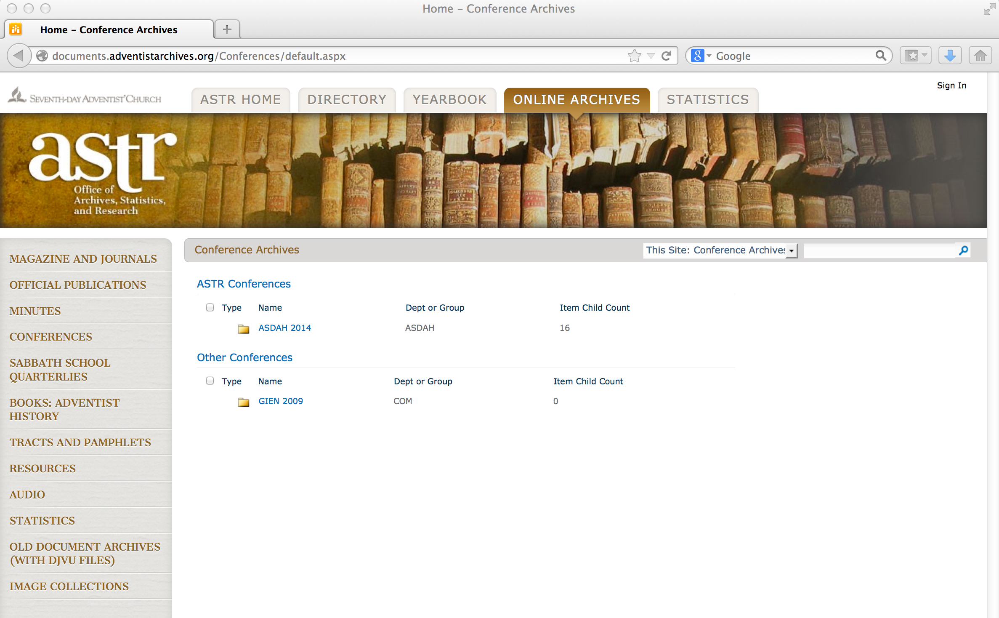 Home – Conference Archives
Home – Conference Archives
documents.adventistarchives.org/Conferences/default.aspx
Google
Sign In
SEVENTH-DAY ADVENTIST CHURCH
ASTR HOME
DIRECTORY
YEARBOOK
ONLINE ARCHIVES
STATISTICS
astr
Office of
Archives, Statistics,
and Research
MAGAZINE AND JOURNALS
OFFICIAL PUBLICATIONS
MINUTES
CONFERENCES
SABBATH SCHOOL
QUARTERLIES
BOOKS: ADVENTIST
HISTORY
TRACTS AND PAMPHLETS
RESOURCES
AUDIO
STATISTICS
OLD DOCUMENT ARCHIVES
(WITH DJVU FILES)
IMAGE COLLECTIONS
Conference Archives
This Site: Conference Archives
ASTR Conferences
Type Name Dept or Group Item Child Count
ASDAH 2014 ASDAH 16
Other Conferences
Type Name Dept or Group Item Child Count
GIEN 2009 COM 0